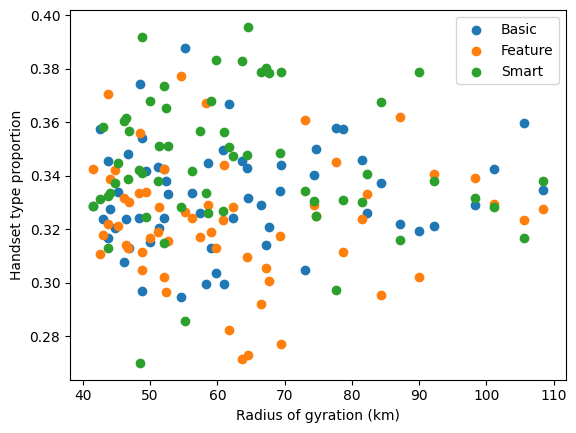 0.40
0.38
0.36
0.34
0.32
0.30
0.28
Handset type proportion
Basic
Feature
Smart
40 50 60 70 80 90 100 110
Radius of gyration (km)